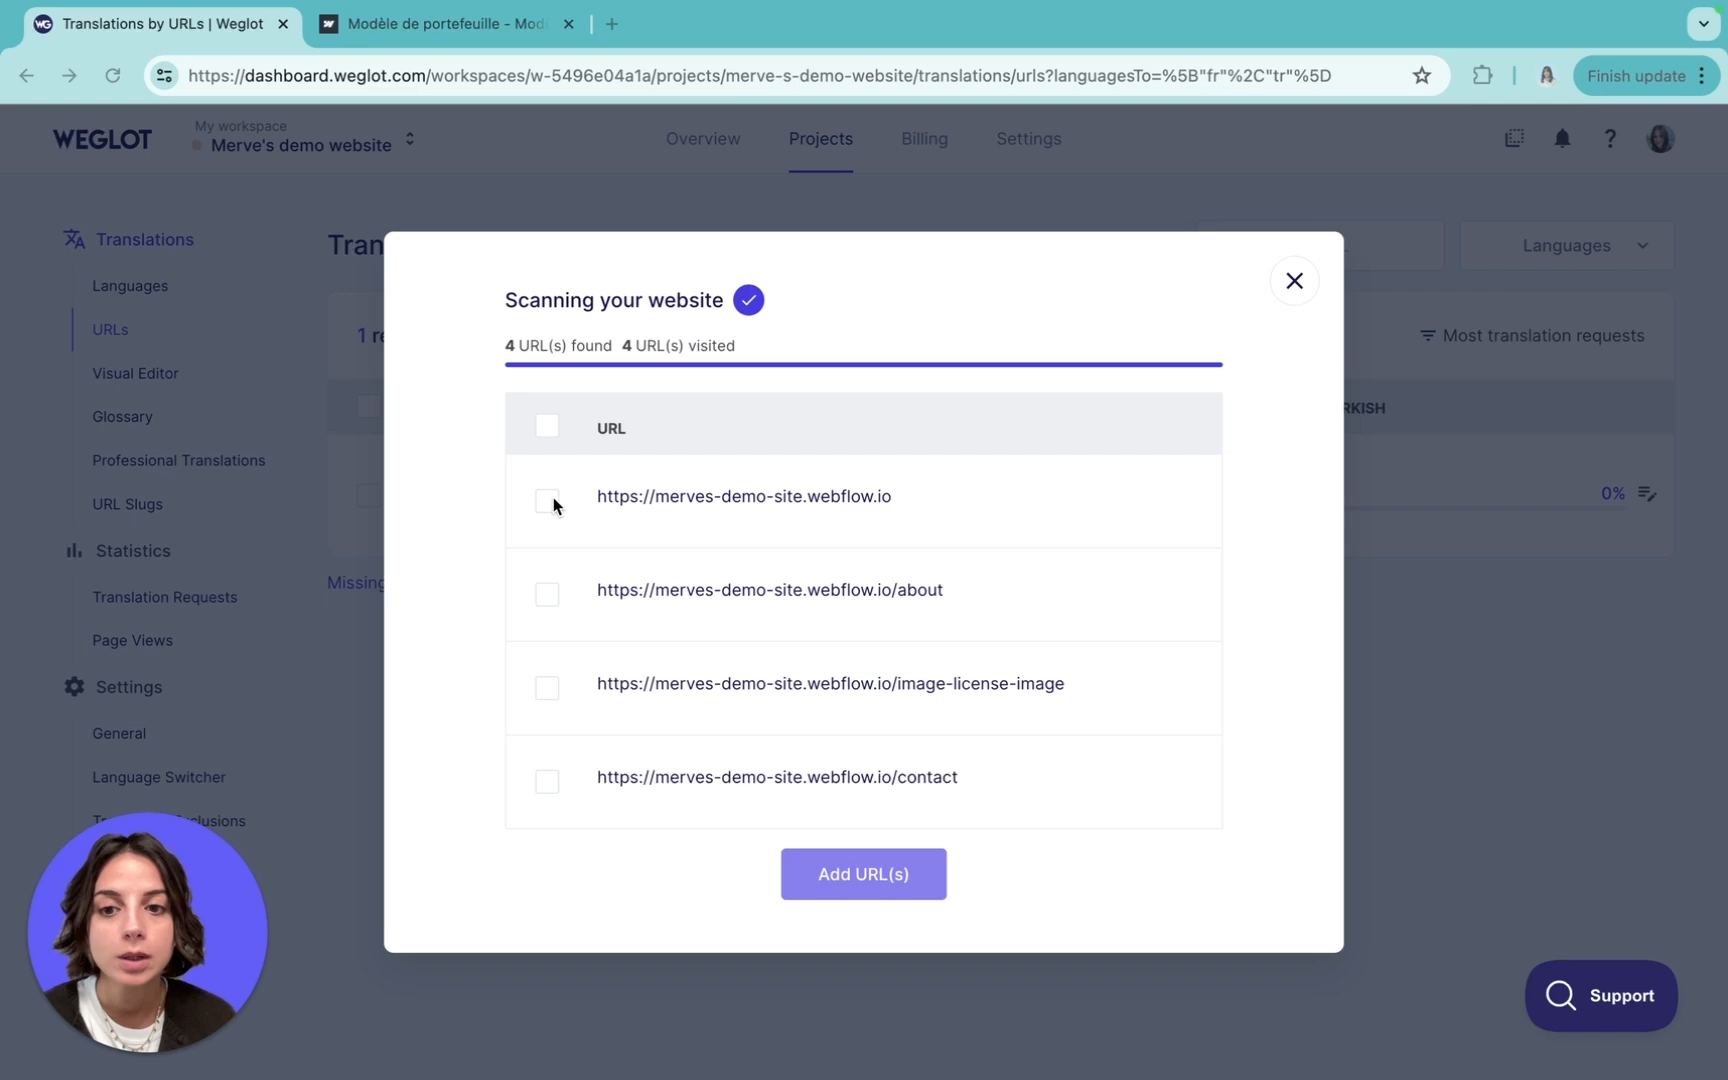 Translations by URLs | Weglot
Modèle de portefeuille - Mod
https://dashboard.weglot.com/workspaces/w-5496e04a1a/projects/merve-s-demo-website/translations/urls?languagesTo=%5B"fr"%2C"tr"%5D
Finish update
WEGLOT
My workspace
Merve's demo website
Overview
Projects
Billing
Settings
Translations
Languages
URLs
Visual Editor
Glossary
Professional Translations
URL Slugs
Statistics
Translation Requests
Page Views
Settings
General
Language Switcher
Tran
Languages
1 re
Most translation requests
RKISH
0%
Missing
Scanning your website
4 URL(s) found 4 URL(s) visited
URL
https://merves-demo-site.webflow.io
https://merves-demo-site.webflow.io/about
https://merves-demo-site.webflow.io/image-license-image
https://merves-demo-site.webflow.io/contact
Add URL(s)
Support